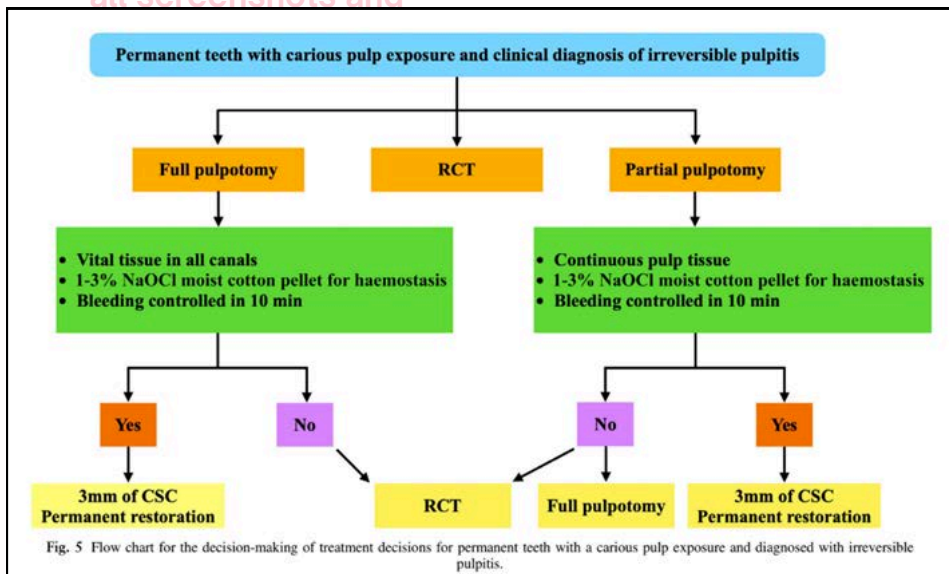 all screenshots and
Permanent teeth with carious pulp exposure and clinical diagnosis of irreversible pulpitis
Full pulpotomy
RCT
Partial pulpotomy
• Vital tissue in all canals
• 1-3% NaOCl moist cotton pellet for haemostasis
• Bleeding controlled in 10 min
• Continuous pulp tissue
• 1-3% NaOCl moist cotton pellet for haemostasis
• Bleeding controlled in 10 min
Yes
No
No
Yes
3mm of CSC
Permanent restoration
RCT
Full pulpotomy
3mm of CSC
Permanent restoration
Fig. 5 Flow chart for the decision-making of treatment decisions for permanent teeth with a carious pulp exposure and diagnosed with irreversible
pulpitis.